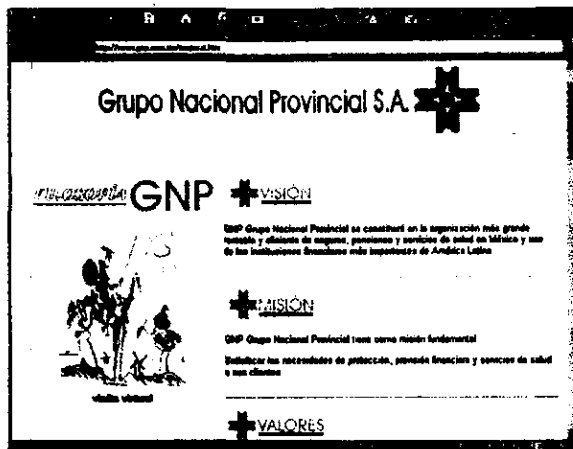 Grupo Nacional Provincial S.A.
GNP
VISIÓN
GNP Grupo Nacional Provincial se constituirá en la organización más grande
rentable y eficiente de seguros, pensiones y servicios de salud en México y una
de las instituciones financieras más importantes de América Latina
MISIÓN
GNP Grupo Nacional Provincial tiene como misión fundamental
Satisfacer las necesidades de protección, previsión financiera y servicios de salud
a sus clientes
visita virtual
VALORES